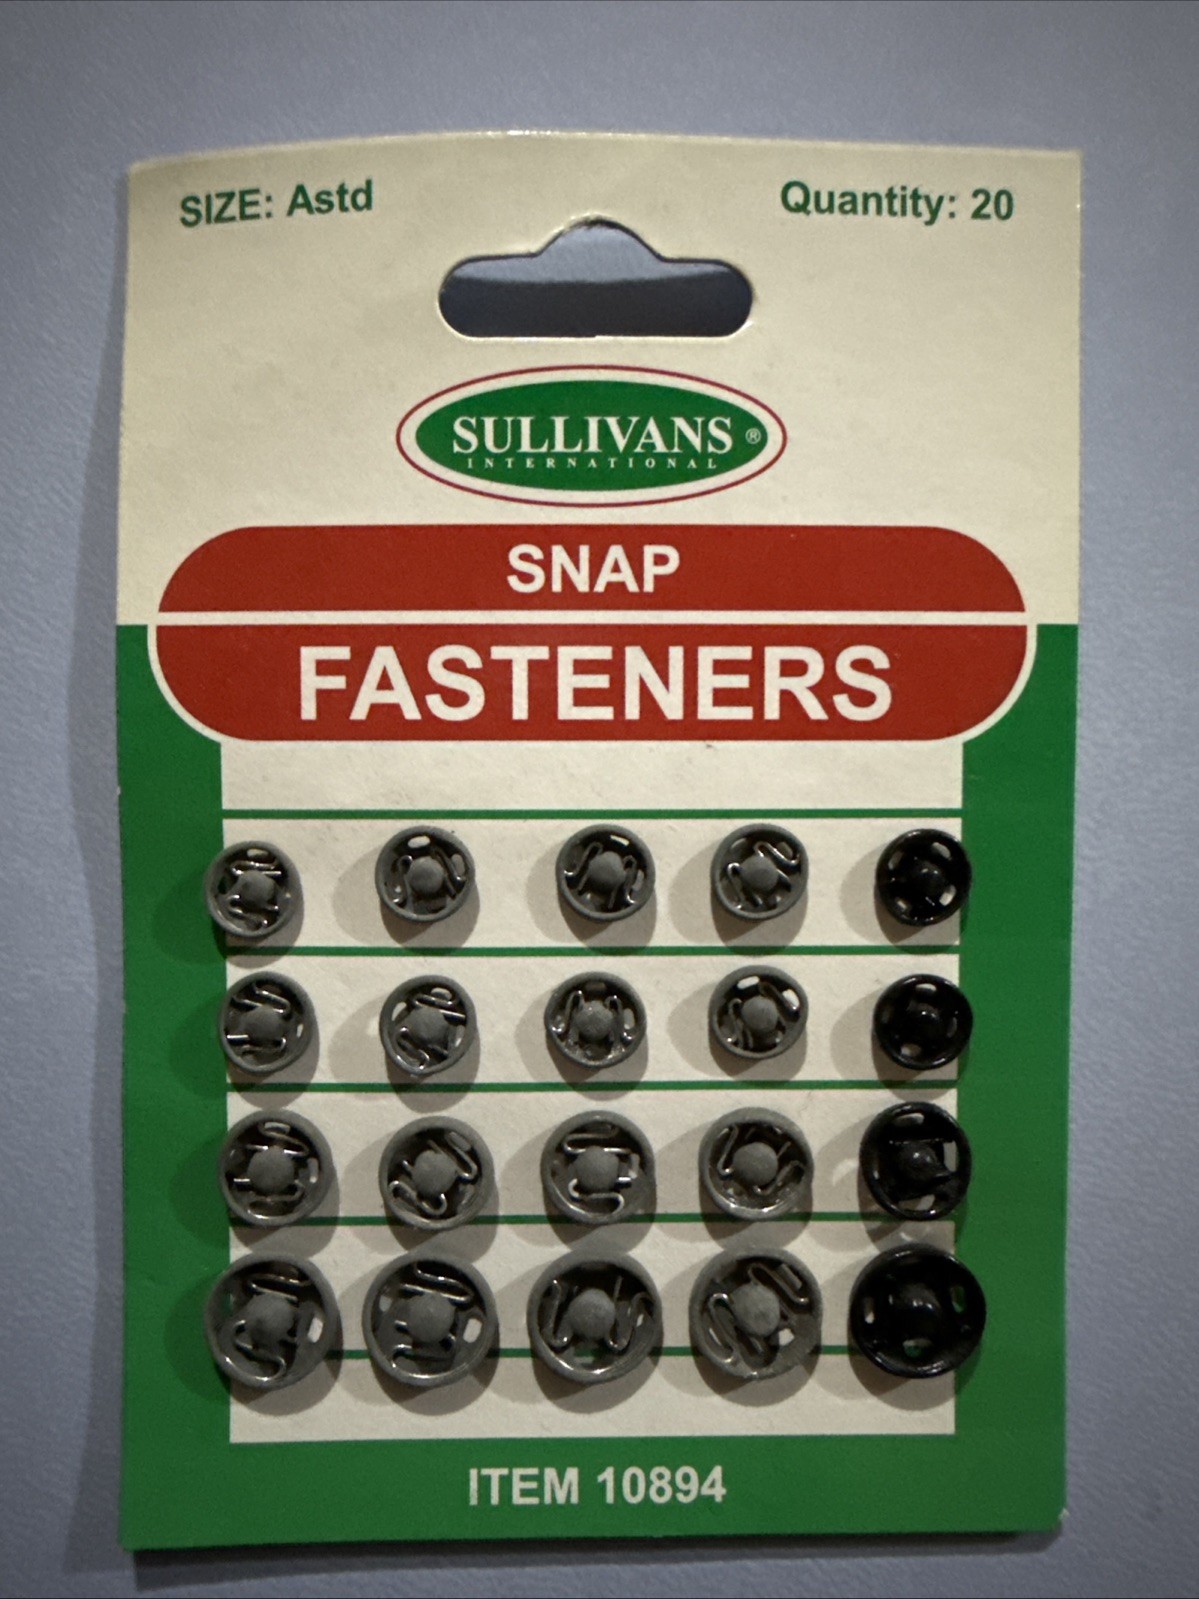 SIZE: Astd
Quantity: 20
SULLIVANS ®
INTERNATIONAL
SNAP
FASTENERS
ITEM 10894